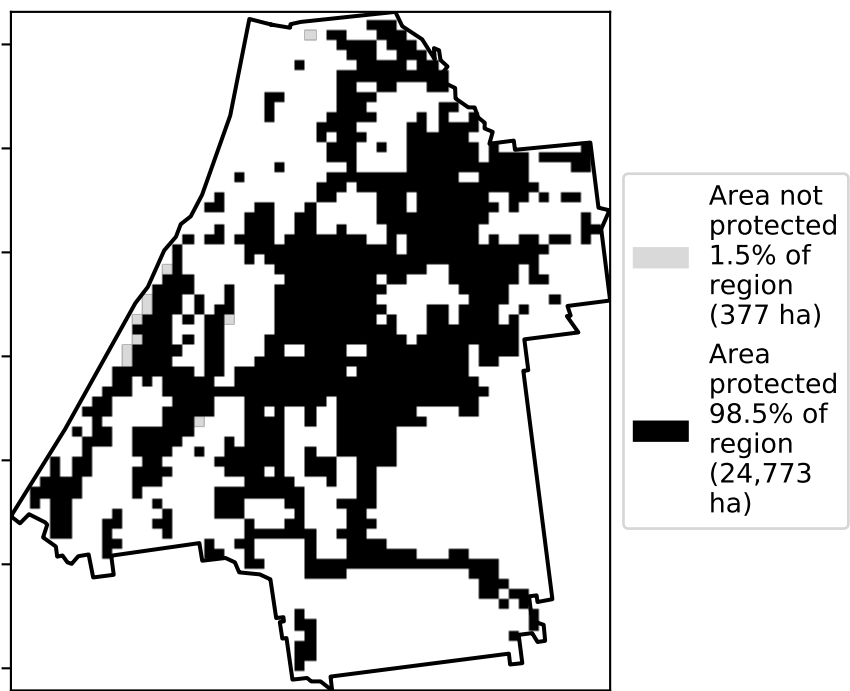 Area not
protected
1.5% of
region
(377 ha)
Area
protected
98.5% of
region
(24,773
ha)